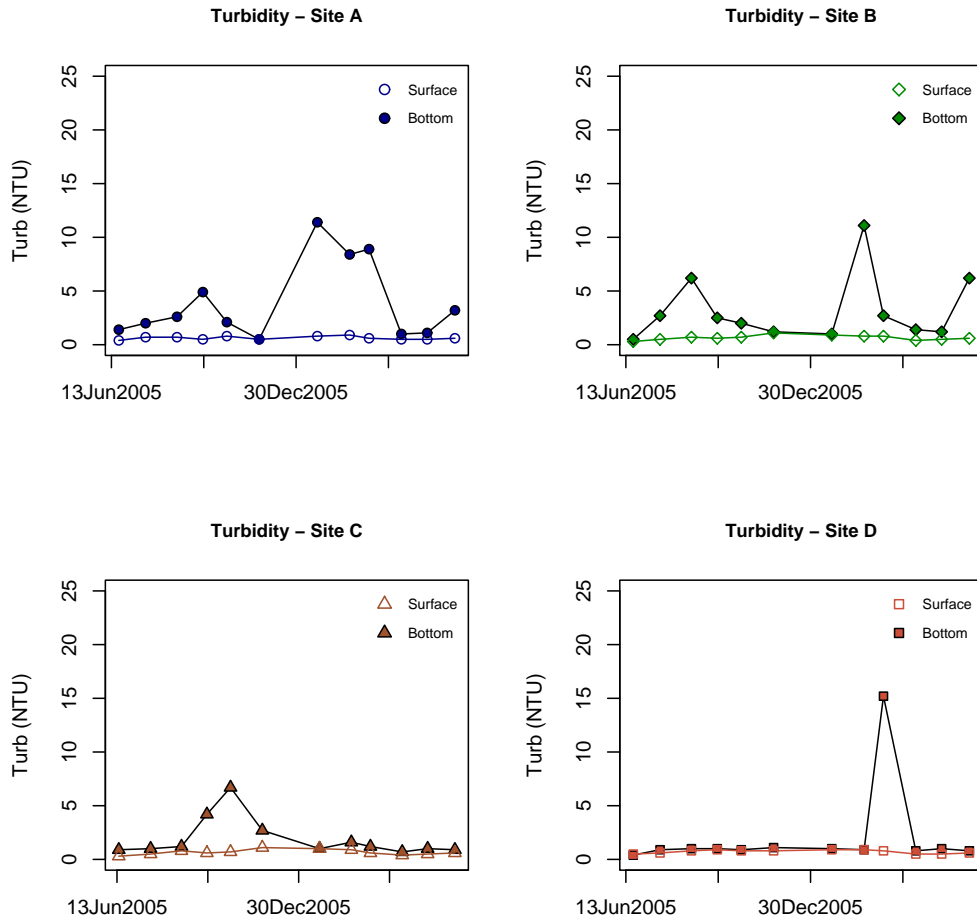 Turbidity – Site A
Turb (NTU)
25
20
15
10
5
0
Surface
Bottom
13Jun2005 30Dec2005
Turbidity – Site B
Turb (NTU)
25
20
15
10
5
0
Surface
Bottom
13Jun2005 30Dec2005
Turbidity – Site C
Turb (NTU)
25
20
15
10
5
0
Surface
Bottom
13Jun2005 30Dec2005
Turbidity – Site D
Turb (NTU)
25
20
15
10
5
0
Surface
Bottom
13Jun2005 30Dec2005